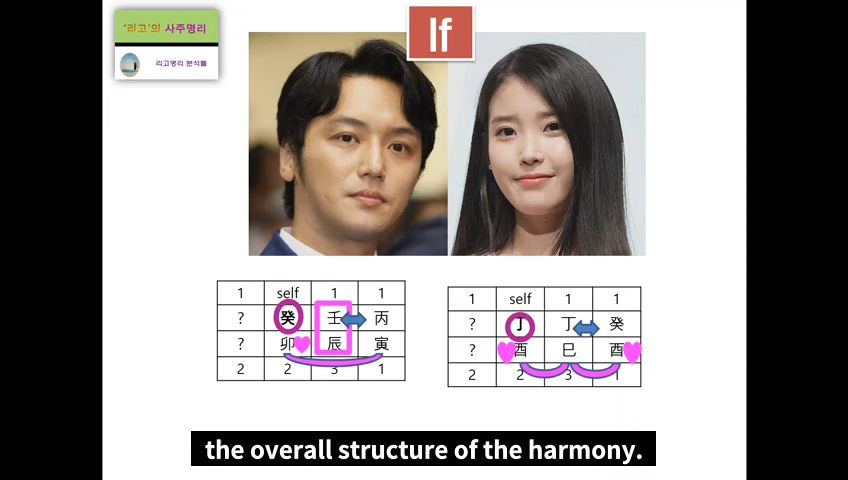 '리고'의 사주명리
리고명리 분석틀
If
1 self 1 1
? 癸 壬 丙
? 卯 辰 寅
2 2 3 1
1 self 1 1
? 丁 丁 癸
? 酉 巳 酉
2 2 3 1
the overall structure of the harmony.